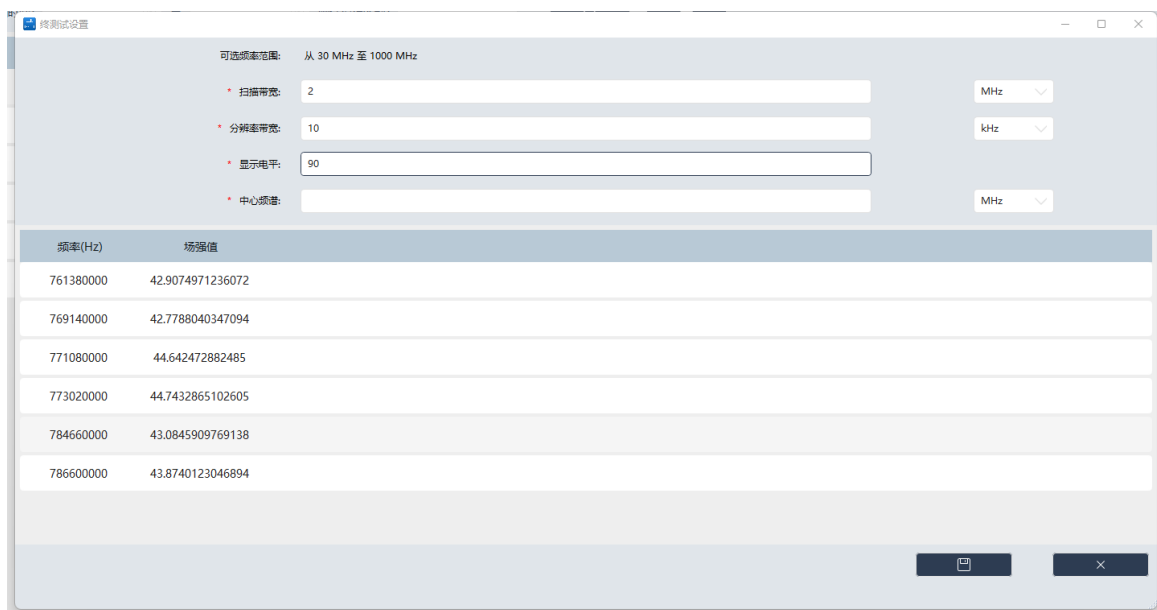 终测试设置
可选频率范围: 从 30 MHz 至 1000 MHz
* 扫描带宽: 2 MHz
* 分辨率带宽: 10 kHz
* 显示电平: 90
* 中心频谱: MHz
频率(Hz) 场强值
761380000 42.9074971236072
769140000 42.7788040347094
771080000 44.642472882485
773020000 44.7432865102605
784660000 43.0845909769138
786600000 43.8740123046894